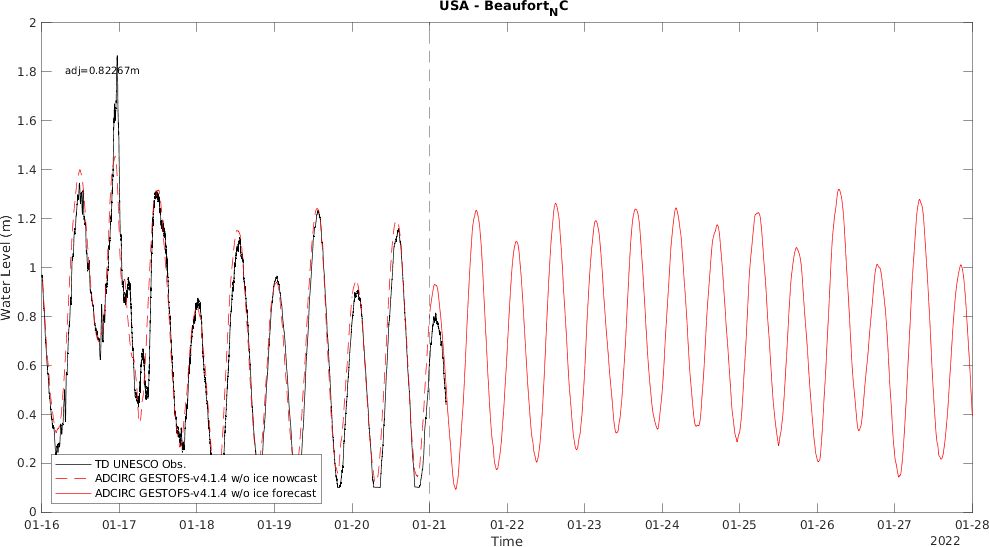 USA - Beaufort_NC
adj=0.82267m
Water Level (m)
2
1.8
1.6
1.4
1.2
1
0.8
0.6
0.4
0.2
0
TD UNESCO Obs.
ADCIRC GESTOFS-v4.1.4 w/o ice nowcast
ADCIRC GESTOFS-v4.1.4 w/o ice forecast
01-16 01-17 01-18 01-19 01-20 01-21 01-22 01-23 01-24 01-25 01-26 01-27 01-28
Time
2022